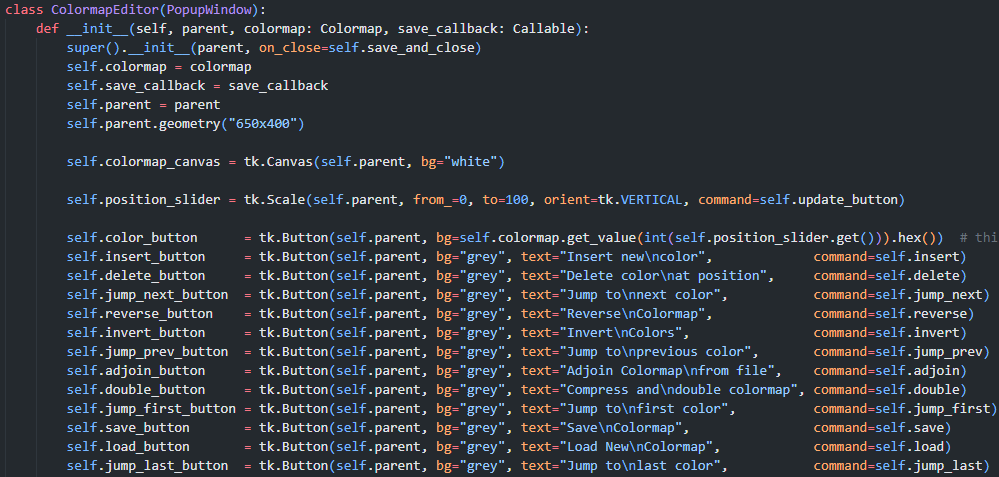 class ColormapEditor(PopupWindow):
    def __init__(self, parent, colormap: Colormap, save_callback: Callable):
        super().__init__(parent, on_close=self.save_and_close)
        self.colormap = colormap
        self.save_callback = save_callback
        self.parent = parent
        self.parent.geometry("650x400")

        self.colormap_canvas = tk.Canvas(self.parent, bg="white")

        self.position_slider = tk.Scale(self.parent, from_=0, to=100, orient=tk.VERTICAL, command=self.update_button)

        self.color_button      = tk.Button(self.parent, bg=self.colormap.get_value(int(self.position_slider.get())).hex())  # thi
        self.insert_button     = tk.Button(self.parent, bg="grey", text="Insert new\ncolor",             command=self.insert)
        self.delete_button     = tk.Button(self.parent, bg="grey", text="Delete color\nat position",     command=self.delete)
        self.jump_next_button  = tk.Button(self.parent, bg="grey", text="Jump to\nnext color",           command=self.jump_next)
        self.reverse_button    = tk.Button(self.parent, bg="grey", text="Reverse\nColormap",             command=self.reverse)
        self.invert_button     = tk.Button(self.parent, bg="grey", text="Invert\nColors",                command=self.invert)
        self.jump_prev_button  = tk.Button(self.parent, bg="grey", text="Jump to\nprevious color",       command=self.jump_prev)
        self.adjoin_button     = tk.Button(self.parent, bg="grey", text="Adjoin Colormap\nfrom file",    command=self.adjoin)
        self.double_button     = tk.Button(self.parent, bg="grey", text="Compress and\ndouble colormap", command=self.double)
        self.jump_first_button = tk.Button(self.parent, bg="grey", text="Jump to\nfirst color",          command=self.jump_first)
        self.save_button       = tk.Button(self.parent, bg="grey", text="Save\nColormap",                command=self.save)
        self.load_button       = tk.Button(self.parent, bg="grey", text="Load New\nColormap",            command=self.load)
        self.jump_last_button  = tk.Button(self.parent, bg="grey", text="Jump to\nlast color",           command=self.jump_last)